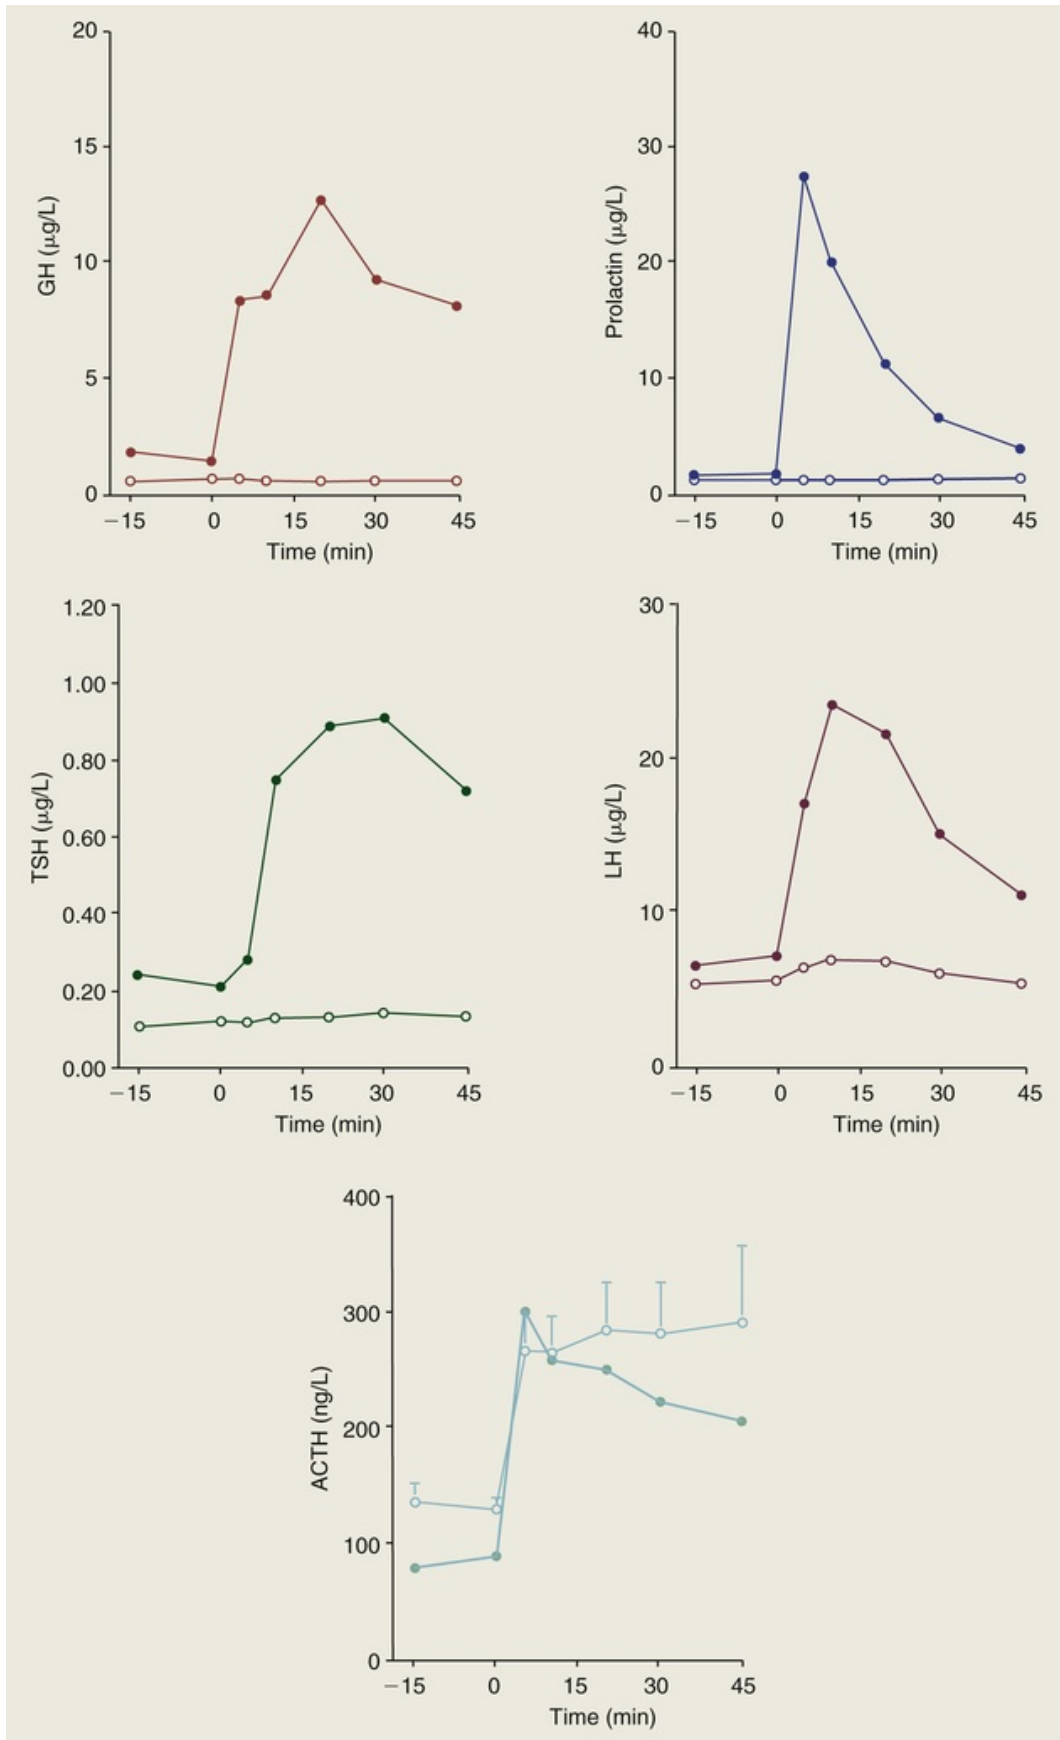 20
15
10
5
0
GH (μg/L)
−15 0 15 30 45
Time (min)
40
30
20
10
0
Prolactin (μg/L)
−15 0 15 30 45
Time (min)
1.20
1.00
0.80
0.60
0.40
0.20
0.00
TSH (μg/L)
−15 0 15 30 45
Time (min)
30
20
10
0
LH (μg/L)
−15 0 15 30 45
Time (min)
400
300
200
100
0
ACTH (ng/L)
−15 0 15 30 45
Time (min)